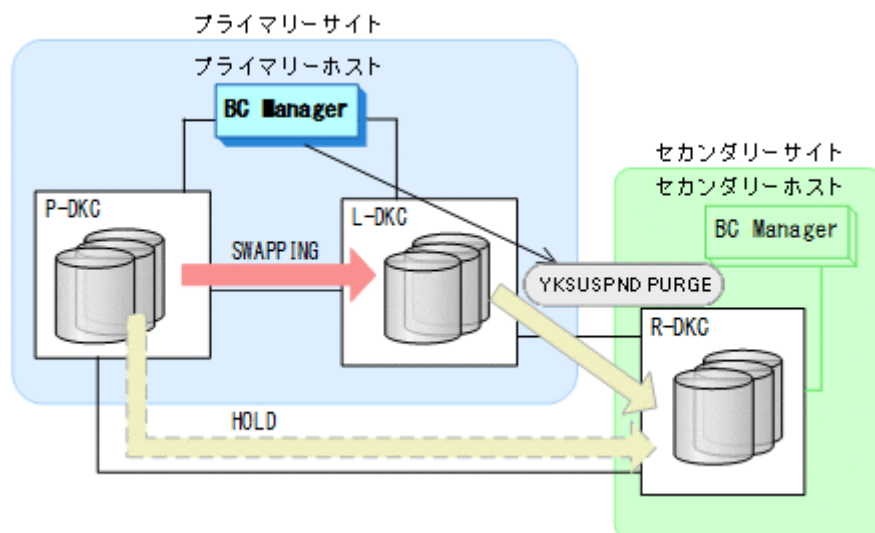 プライマリーサイト
プライマリーホスト
BC Manager
セカンダリーサイト
セカンダリーホスト
P-DKC
L-DKC
BC Manager
SWAPPING
YKSUSPND PURGE
R-DKC
HOLD